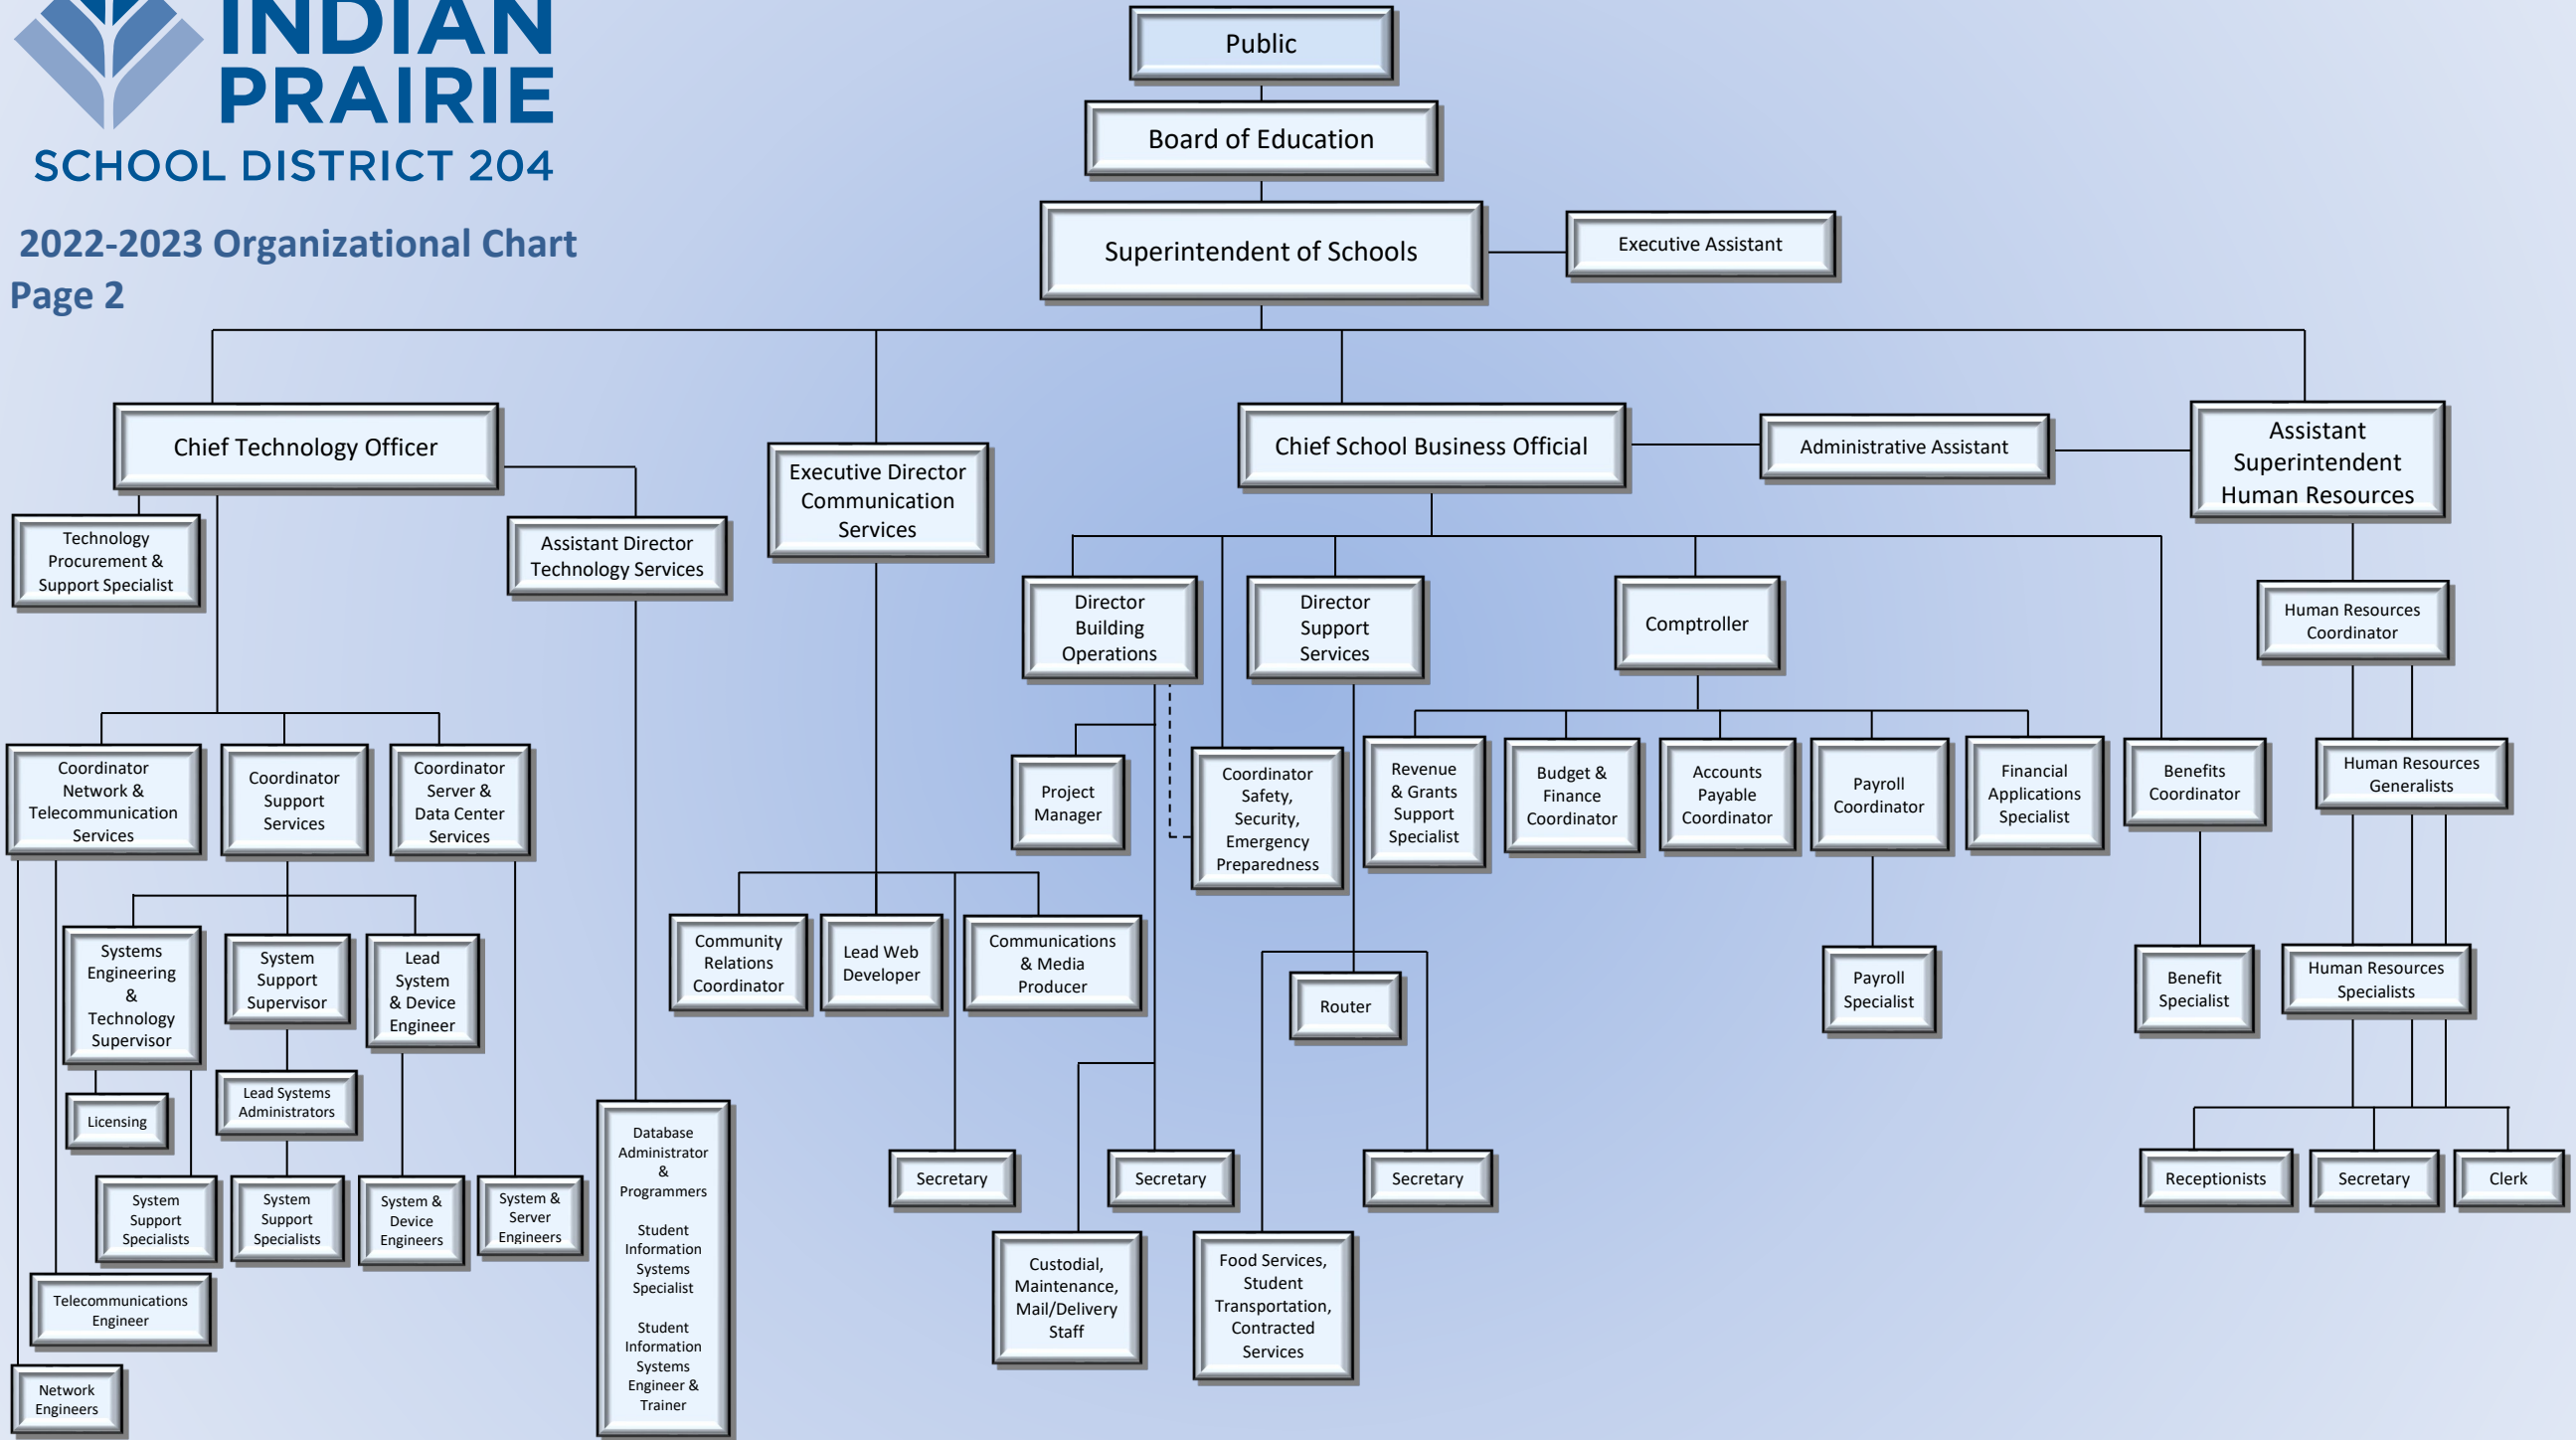 INDIAN
PRAIRIE
SCHOOL DISTRICT 204
2022-2023 Organizational Chart
Page 2
Public
Board of Education
Superintendent of Schools
Executive Assistant
Chief Technology Officer
Executive Director
Communication
Services
Chief School Business Official
Administrative Assistant
Assistant
Superintendent
Human Resources
Technology
Procurement &
Support Specialist
Assistant Director
Technology Services
Director
Building
Operations
Director
Support
Services
Comptroller
Human Resources
Coordinator
Coordinator
Network &
Telecommunication
Services
Coordinator
Support
Services
Coordinator
Server &
Data Center
Services
Project
Manager
Coordinator
Safety,
Security,
Emergency
Preparedness
Revenue
& Grants
Support
Specialist
Budget &
Finance
Coordinator
Accounts
Payable
Coordinator
Payroll
Coordinator
Financial
Applications
Specialist
Benefits
Coordinator
Human Resources
Generalists
Systems
Engineering
&
Technology
Supervisor
System
Support
Supervisor
Lead
System
& Device
Engineer
Community
Relations
Coordinator
Lead Web
Developer
Communications
& Media
Producer
Router
Payroll
Specialist
Benefit
Specialist
Human Resources
Specialists
Licensing
Lead Systems
Administrators
System
Support
Specialists
System
Support
Specialists
System &
Device
Engineers
System &
Server
Engineers
Database
Administrator
&
Programmers
Student
Information
Systems
Specialist
Student
Information
Systems
Engineer &
Trainer
Secretary
Secretary
Secretary
Receptionists
Secretary
Clerk
Telecommunications
Engineer
Custodial,
Maintenance,
Mail/Delivery
Staff
Food Services,
Student
Transportation,
Contracted
Services
Network
Engineers